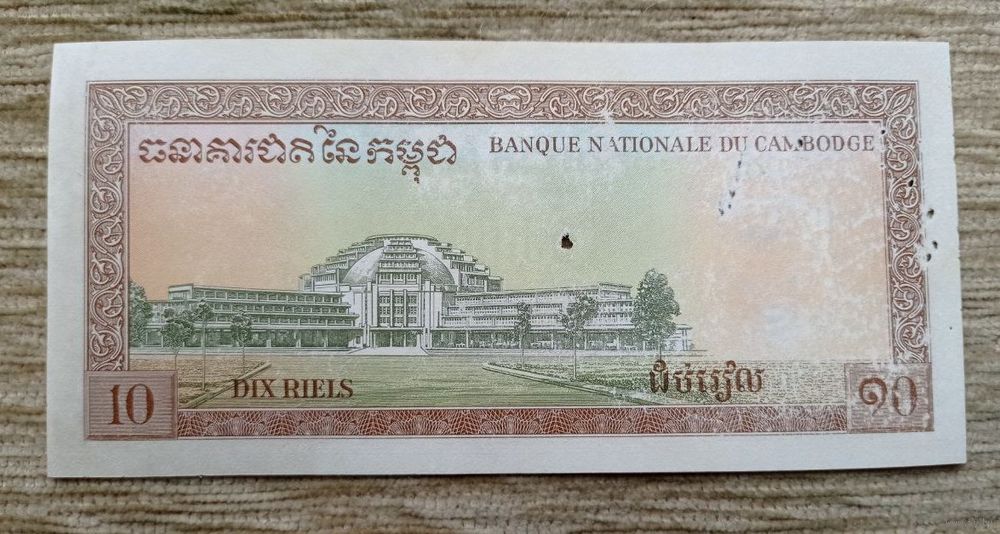 ធនាគារជាតិនៃកម្ពុជា
BANQUE NATIONALE DU CAMBODGE
DIX RIELS
ដប់រៀល
10
១០